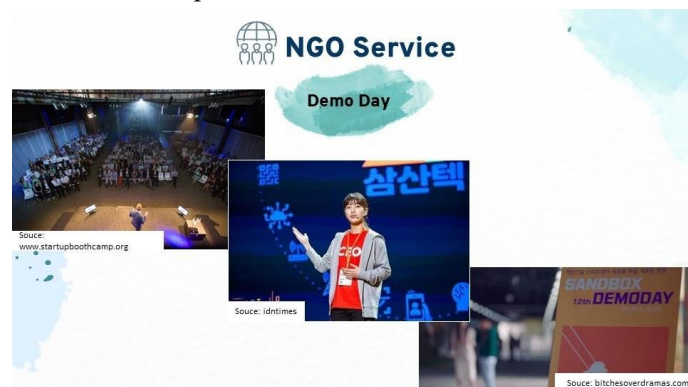 NGO Service
Demo Day
Souce:
www.startupboothcamp.org
삼산텍
CEO
Souce: idntimes
SANDBOX
12th DEMODAY
Souce: bitchesoverdramas.com